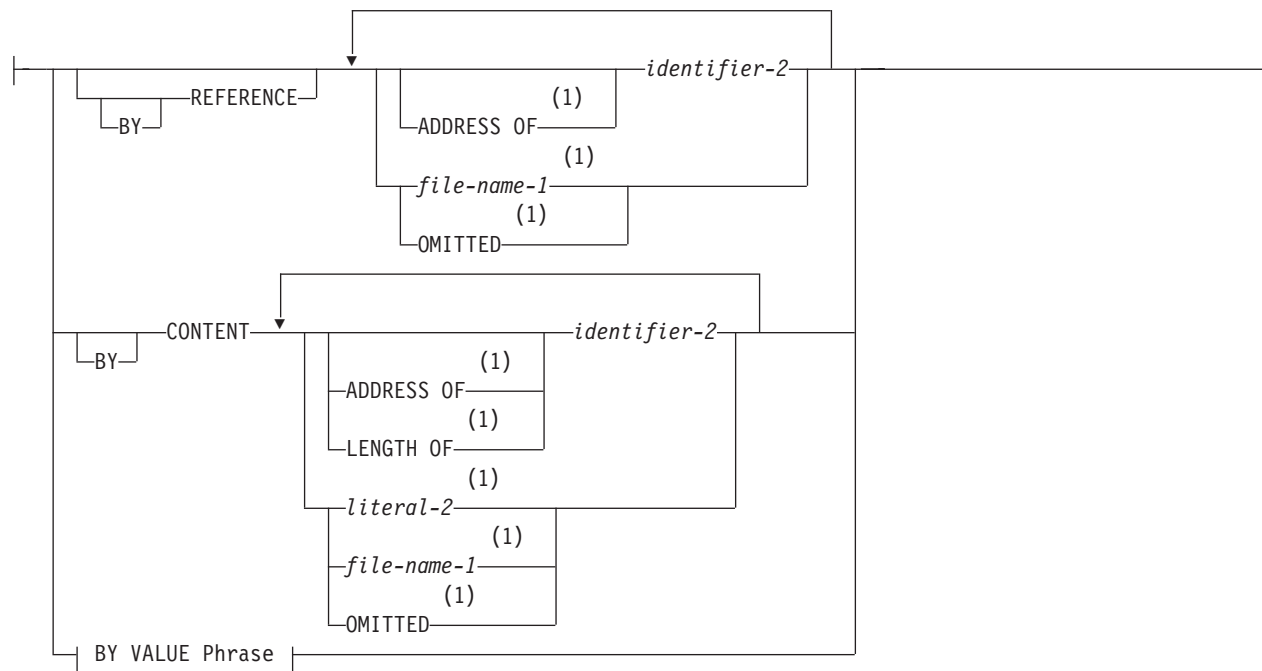 identifier-2
REFERENCE (1)
BY ADDRESS OF
(1)
file-name-1
(1)
OMITTED
CONTENT identifier-2
BY (1)
ADDRESS OF
(1)
LENGTH OF
(1)
literal-2
(1)
file-name-1
(1)
OMITTED
BY VALUE Phrase